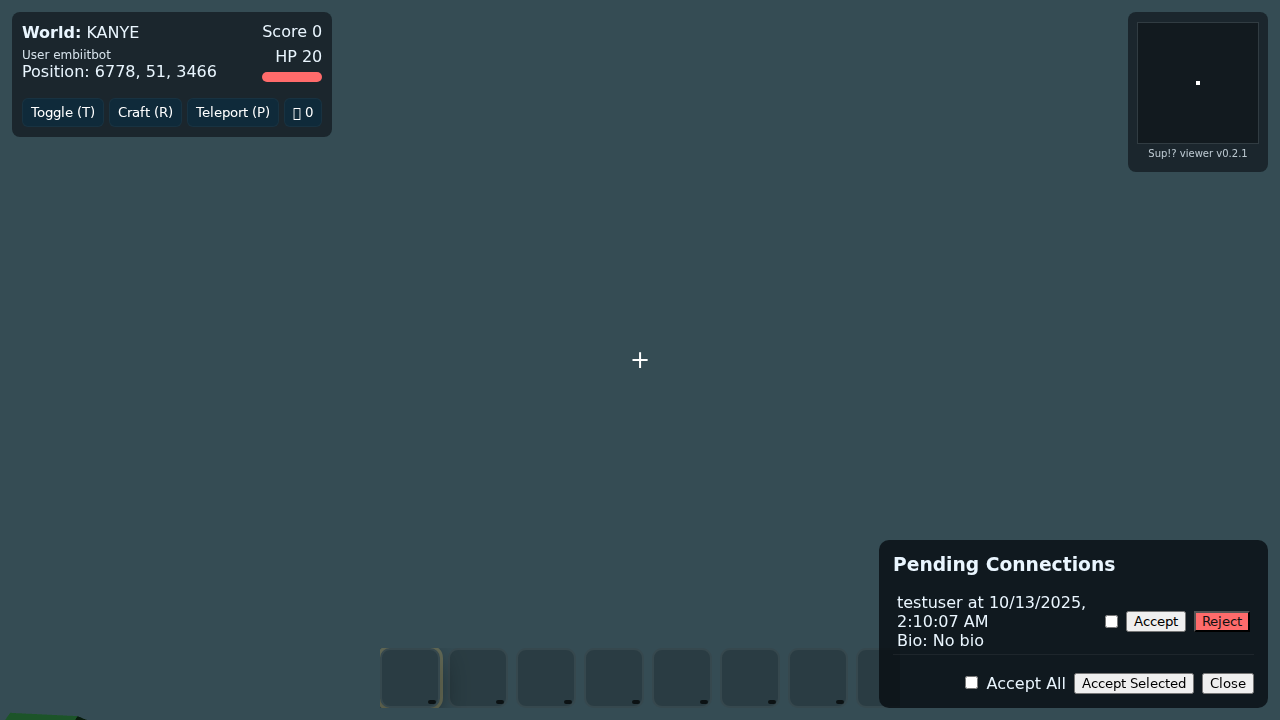 World: KANYE
Score 0
User embiitbot
HP 20
Position: 6778, 51, 3466
Toggle (T)
Craft (R)
Teleport (P)
0
Sup!? viewer v0.2.1
Pending Connections
testuser at 10/13/2025,
2:10:07 AM
Bio: No bio
Accept
Reject
Accept All
Accept Selected
Close